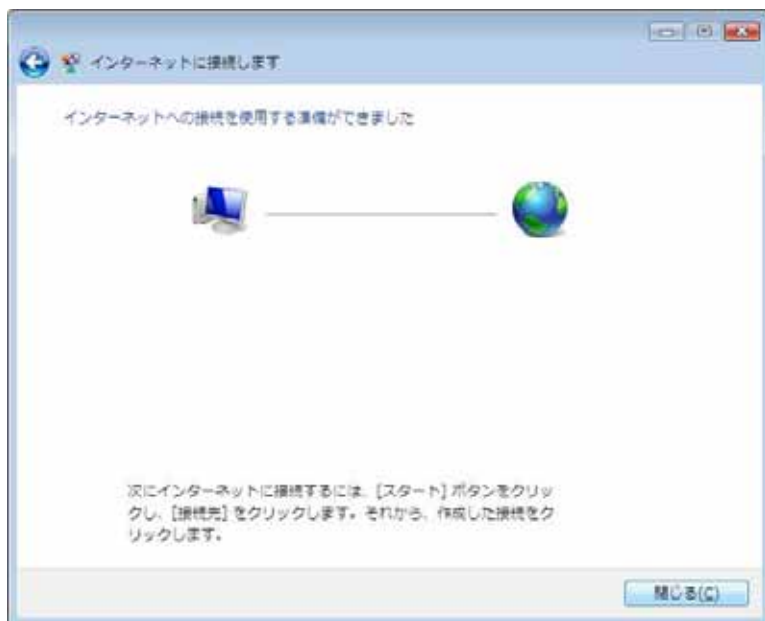 インターネットに接続します
インターネットへの接続を使用する準備ができました
次にインターネットに接続するには、[スタート] ボタンをクリッ
クし、[接続先] をクリックします。それから、作成した接続をク
リックします。
閉じる(C)